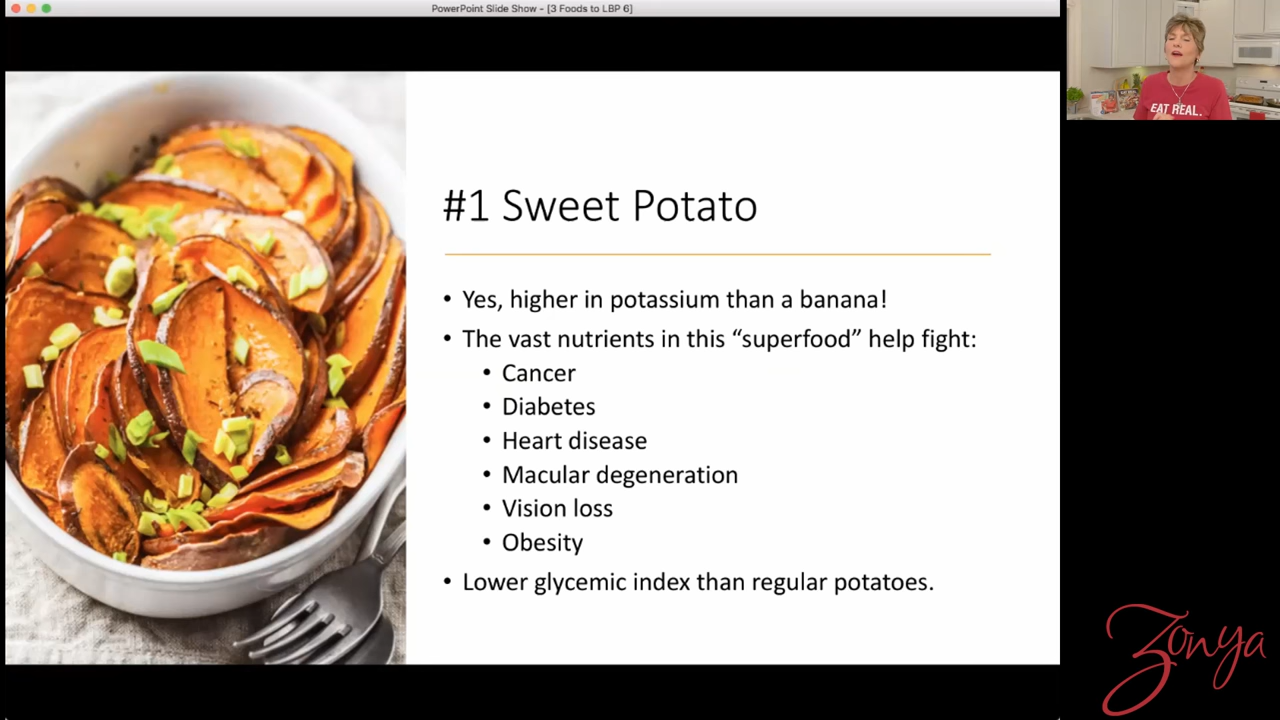 PowerPoint Slide Show - [3 Foods to LBP 6]
EAT REAL.
#1 Sweet Potato
• Yes, higher in potassium than a banana!
• The vast nutrients in this “superfood” help fight:
• Cancer
• Diabetes
• Heart disease
• Macular degeneration
• Vision loss
• Obesity
• Lower glycemic index than regular potatoes.
Zonya